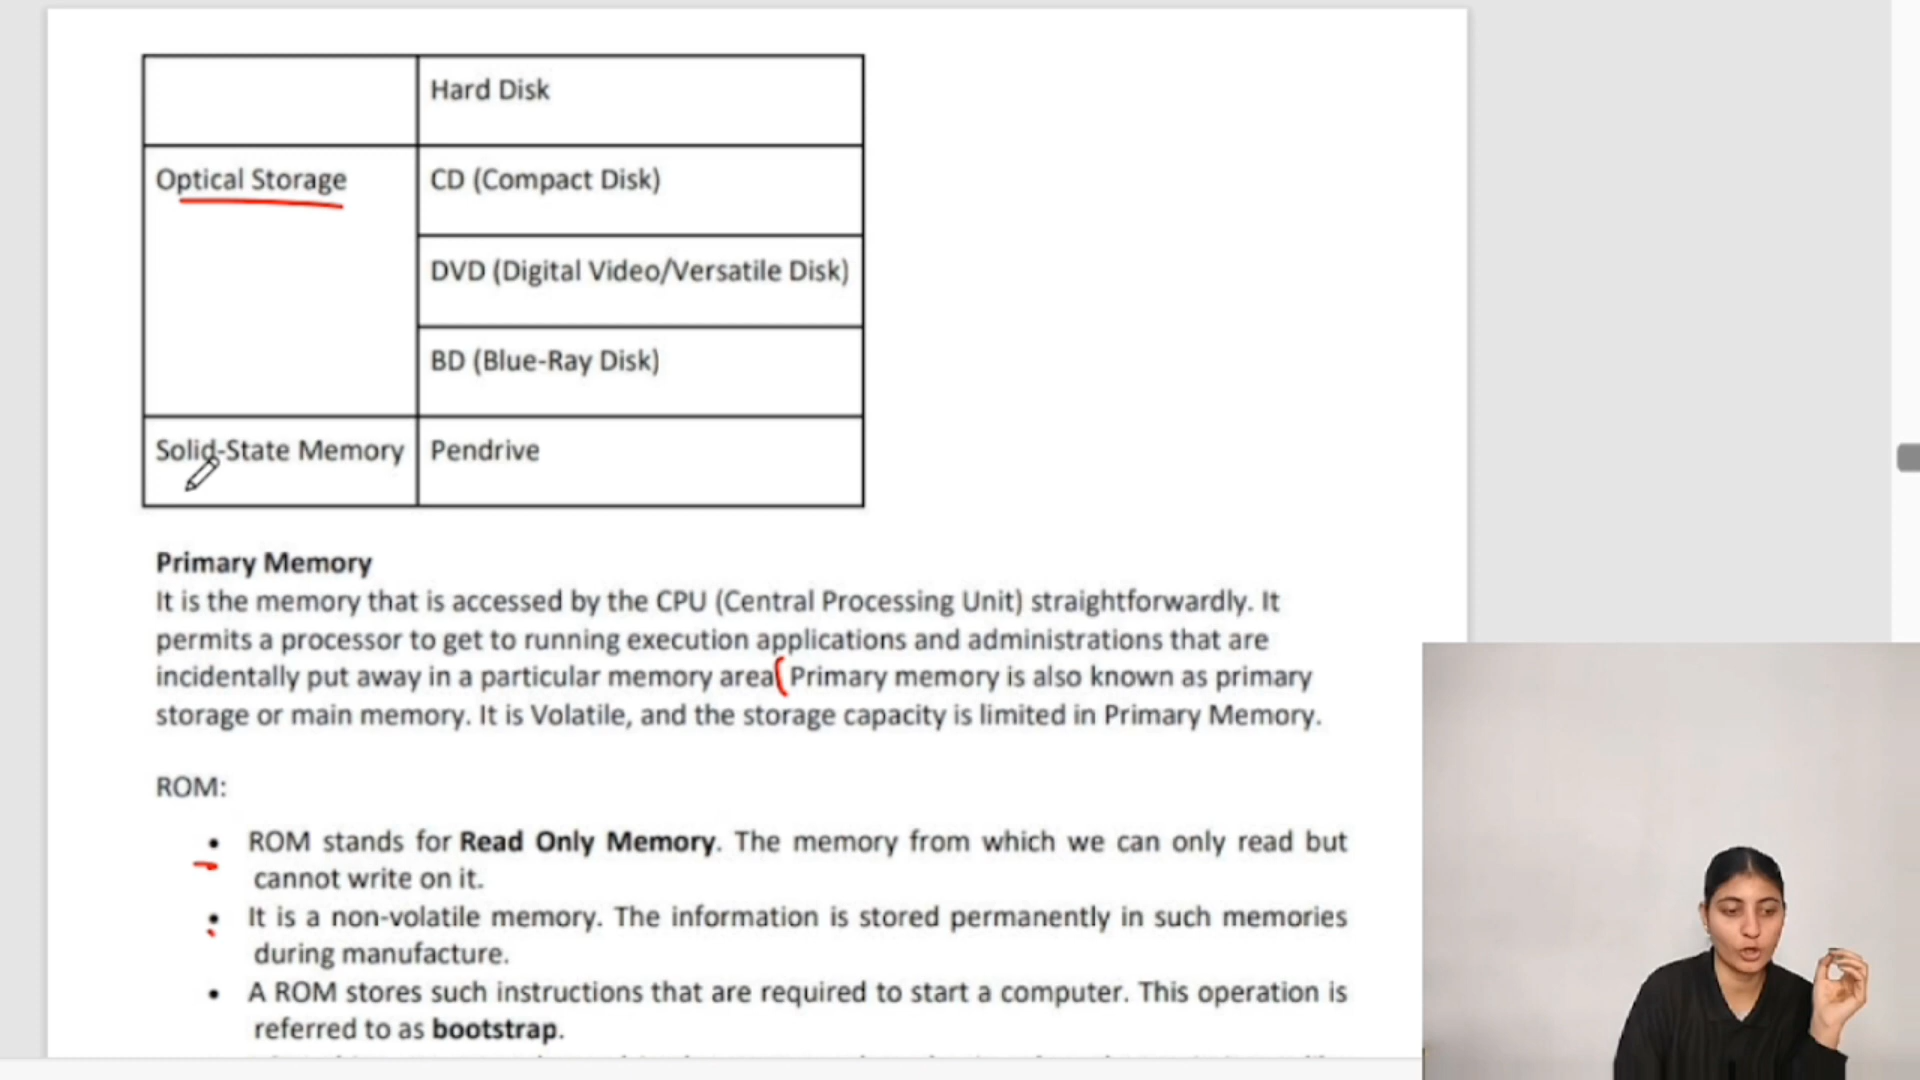 Hard Disk
Optical Storage
CD (Compact Disk)
DVD (Digital Video/Versatile Disk)
BD (Blue-Ray Disk)
Solid-State Memory
Pendrive
Primary Memory
It is the memory that is accessed by the CPU (Central Processing Unit) straightforwardly. It
permits a processor to get to running execution applications and administrations that are
incidentally put away in a particular memory area. Primary memory is also known as primary
storage or main memory. It is Volatile, and the storage capacity is limited in Primary Memory.
ROM:
• ROM stands for Read Only Memory. The memory from which we can only read but
cannot write on it.
• It is a non-volatile memory. The information is stored permanently in such memories
during manufacture.
• A ROM stores such instructions that are required to start a computer. This operation is
referred to as bootstrap.